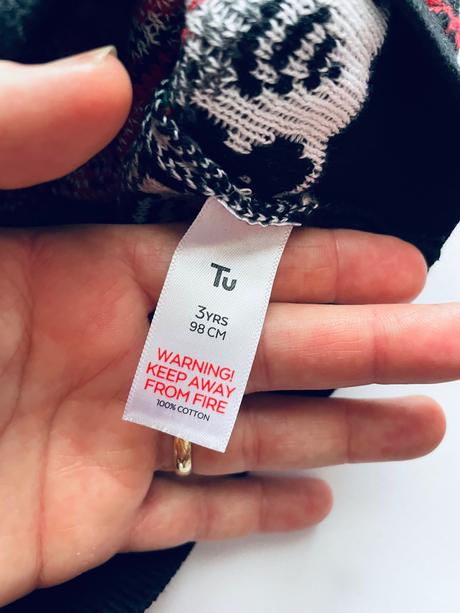 Tu
3YRS
98 CM
WARNING!
KEEP AWAY
FROM FIRE
100% COTTON